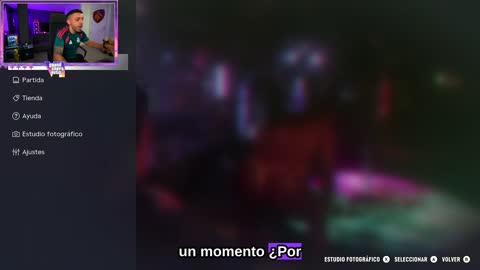 Partida
Tienda
Ayuda
Estudio fotográfico
Ajustes
un momento ¿Por
ESTUDIO FOTOGRÁFICO SELECCIONAR VOLVER